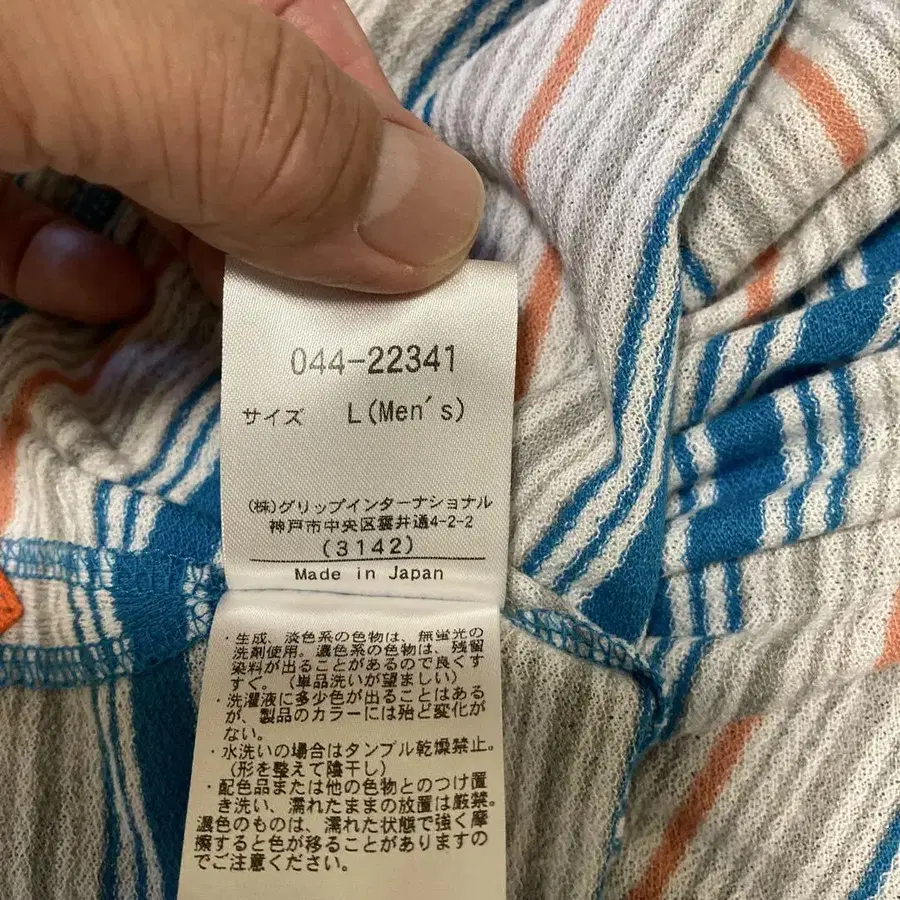 044-22341
サイズ L(Men's)
(株)グリップインターナショナル
神戸市中央区雲井通4-2-2
(3142)
Made in Japan
・生成、淡色系の色物は、無蛍光の
洗剤使用。濃色系の色物は、残留
染料が出ることがあるので良くす
すぐ。(単品洗いが望ましい)
・洗濯液に多少色が出ることはある
が、製品のカラーには殆ど変化が
ない。
・水洗いの場合はタンブル乾燥禁止。
(形を整えて陰干し)
・配色品または他の色物とのつけ置
き洗い、濡れたままの放置は厳禁。
濃色のものは、濡れた状態で強く摩
擦すると色が移ることがありますの
でご注意ください。